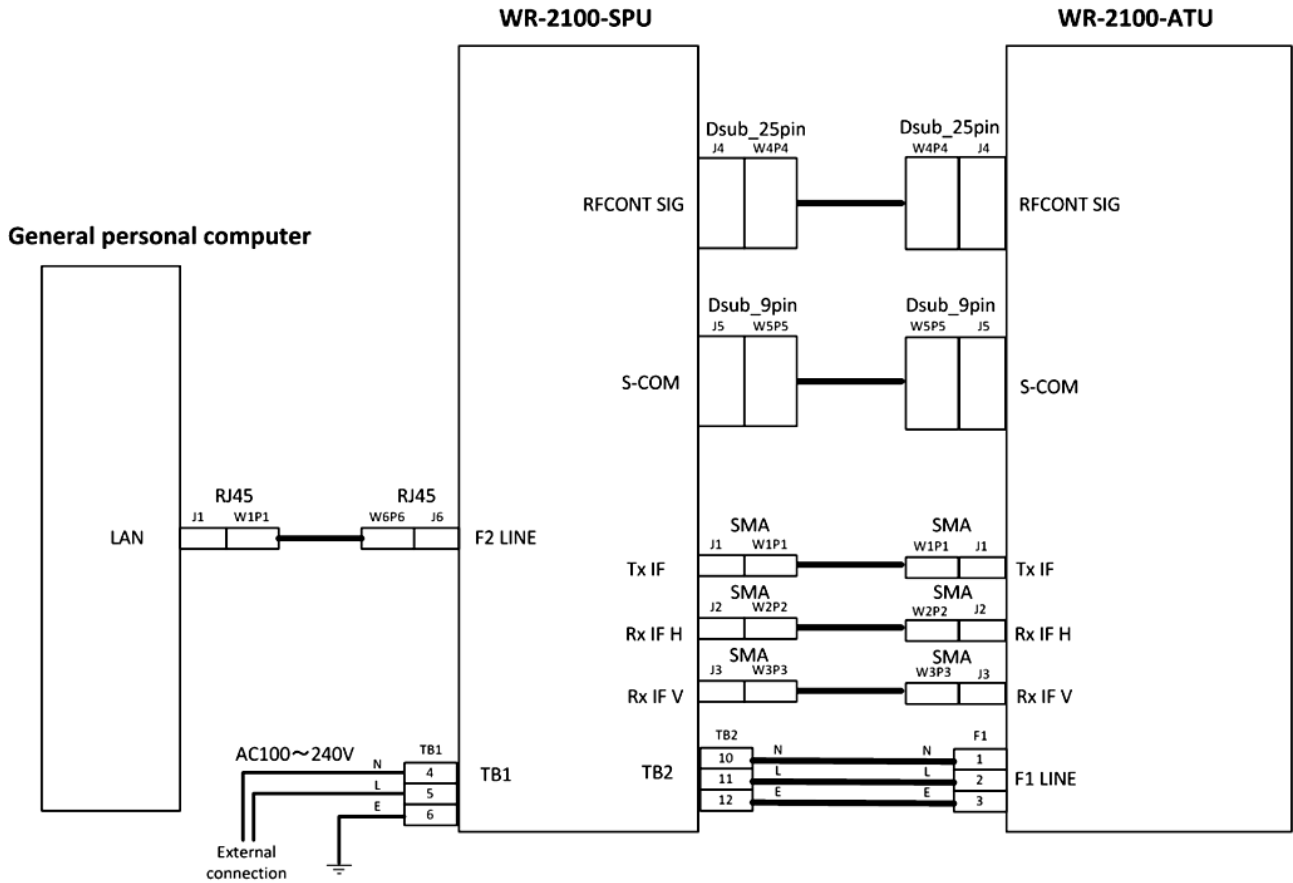 WR-2100-SPU
WR-2100-ATU
Dsub_25pin
Dsub_25pin
J4 W4P4
W4P4 J4
RFCONT SIG
RFCONT SIG
General personal computer
Dsub_9pin
Dsub_9pin
J5 W5P5
W5P5 J5
S-COM
S-COM
RJ45
RJ45
J1 W1P1
W6P6 J6
LAN
F2 LINE
SMA
SMA
J1 W1P1
W1P1 J1
Tx IF
Tx IF
SMA
SMA
J2 W2P2
W2P2 J2
Rx IF H
Rx IF H
SMA
SMA
J3 W3P3
W3P3 J3
Rx IF V
Rx IF V
AC100～240V
TB1
TB2
F1
N 4
L 5
E 6
TB1
TB2
10 N
11 L
12 E
N 1
L 2
E 3
F1 LINE
External
connection